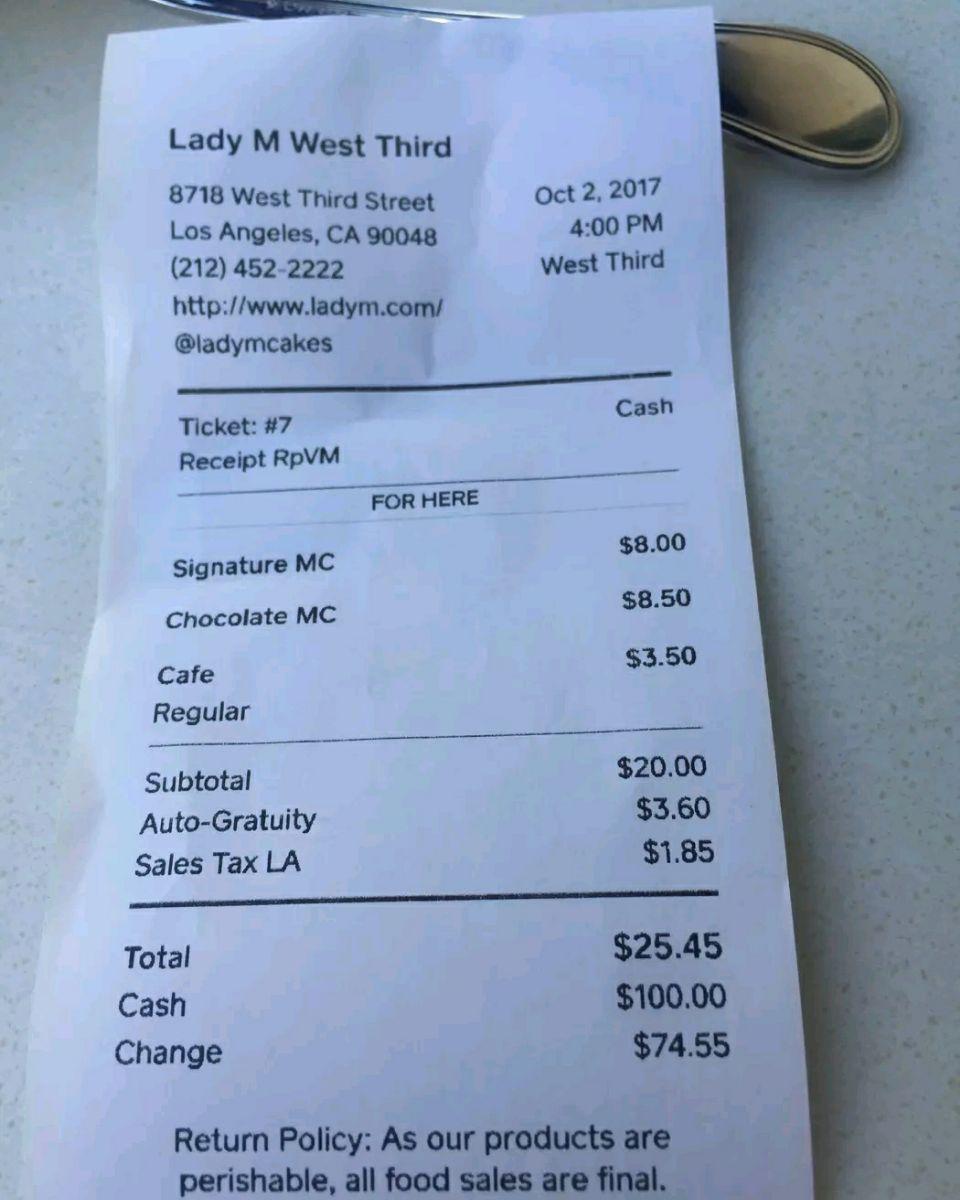 Lady M West Third
8718 West Third Street
Los Angeles, CA 90048
(212) 452-2222
http://www.ladym.com/
@ladymcakes
Oct 2, 2017
4:00 PM
West Third
Ticket: #7 Cash
Receipt RpVM
FOR HERE
Signature MC $8.00
Chocolate MC $8.50
Cafe $3.50
Regular
Subtotal $20.00
Auto-Gratuity $3.60
Sales Tax LA $1.85
Total $25.45
Cash $100.00
Change $74.55
Return Policy: As our products are
perishable, all food sales are final.